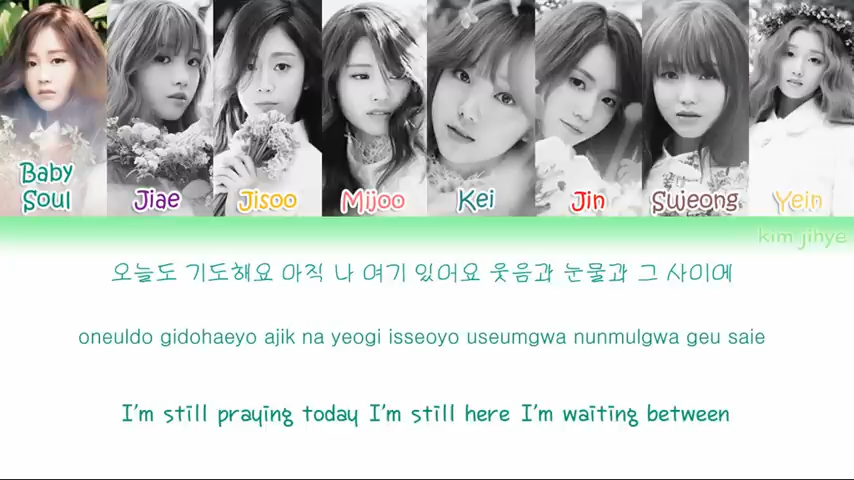 Baby Soul
Jiae
Jisoo
Mijoo
Kei
Jin
Sujeong
Yein
kim jihye
오늘도 기도해요 아직 나 여기 있어요 웃음과 눈물과 그 사이에
oneuldo gidohaeyo ajik na yeogi isseoyo useumgwa nunmulgwa geu saie
I'm still praying today I'm still here I'm waiting between